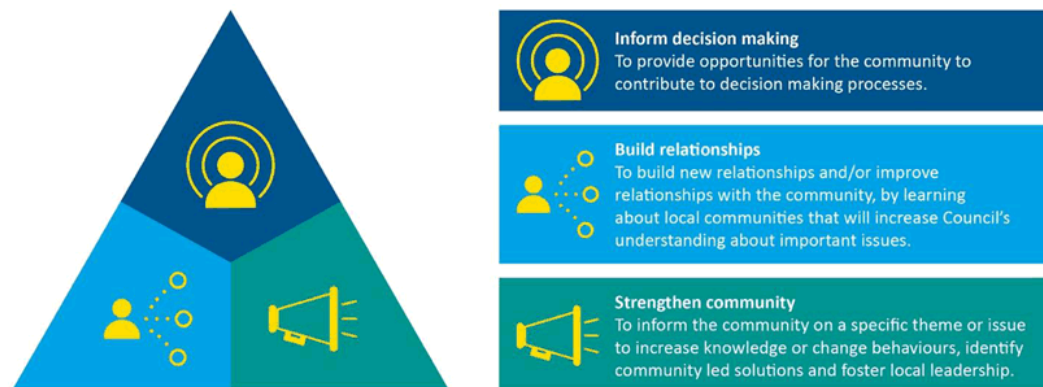 Inform decision making
To provide opportunities for the community to
contribute to decision making processes.
Build relationships
To build new relationships and/or improve
relationships with the community, by learning
about local communities that will increase Council’s
understanding about important issues.
Strengthen community
To inform the community on a specific theme or issue
to increase knowledge or change behaviours, identify
community led solutions and foster local leadership.